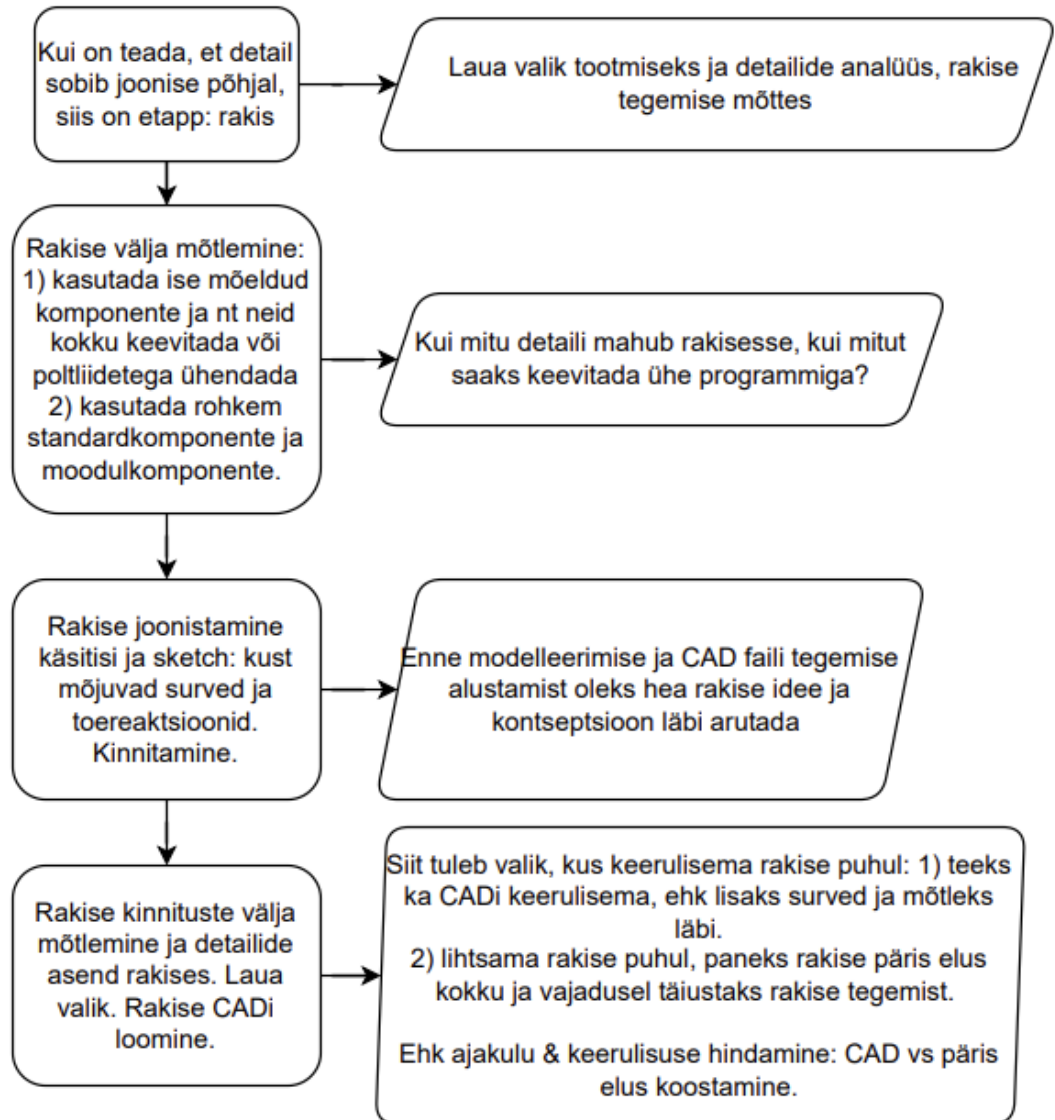 Kui on teada, et detail
sobib joonise põhjal,
siis on etapp: rakis
Laua valik tootmiseks ja detailide analüüs, rakise
tegemise mõttes
Rakise välja mõtlemine:
1) kasutada ise mõeldud
komponente ja nt neid
kokku keevitada või
poltliidetega ühendada
2) kasutada rohkem
standardkomponente ja
moodulkomponente.
Kui mitu detaili mahub rakisesse, kui mitut
saaks keevitada ühe programmiga?
Rakise joonistamine
käsitisi ja sketch: kust
mõjuvad surved ja
toereaktsioonid.
Kinnitamine.
Enne modelleerimise ja CAD faili tegemise
alustamist oleks hea rakise idee ja
kontseptsioon läbi arutada
Rakise kinnituste välja
mõtlemine ja detailide
asend rakises. Laua
valik. Rakise CADi
loomine.
Siit tuleb valik, kus keerulisema rakise puhul: 1) teeks
ka CADi keerulisema, ehk lisaks surved ja mõtleks
läbi.
2) lihtsama rakise puhul, paneks rakise päris elus
kokku ja vajadusel täiustaks rakise tegemist.
Ehk ajakulu & keerulisuse hindamine: CAD vs päris
elus koostamine.